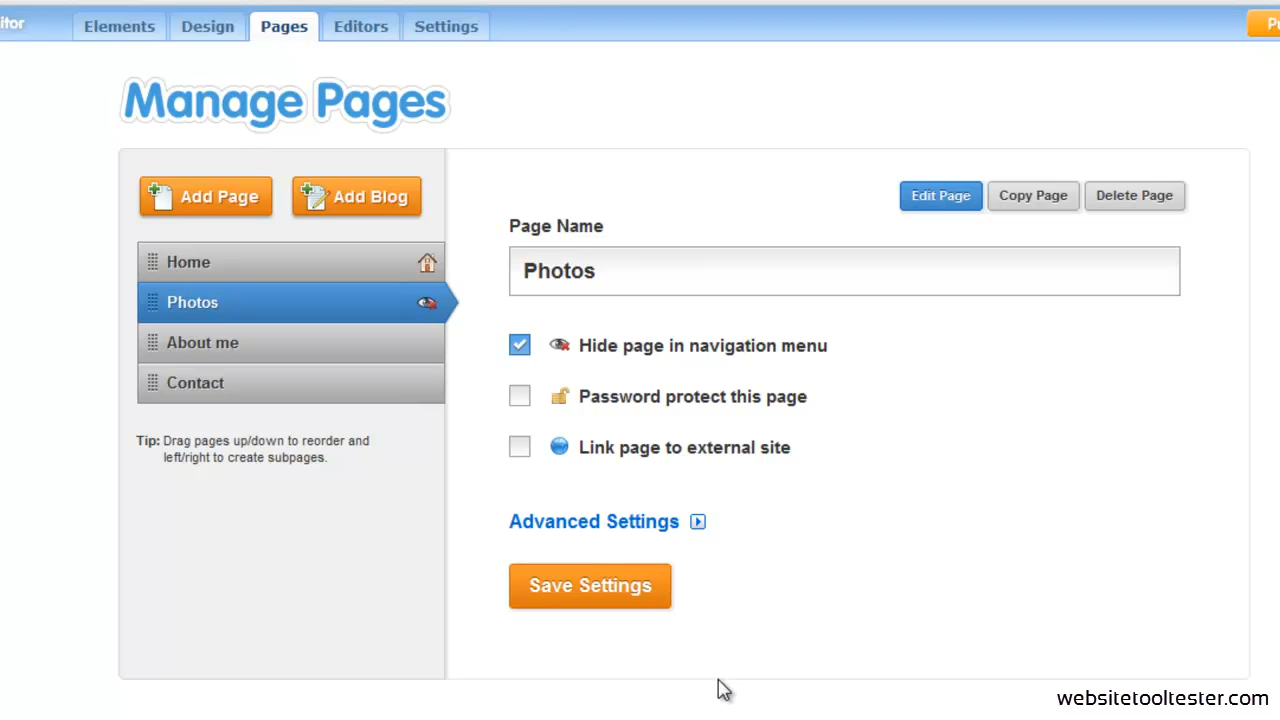 itor
Elements
Design
Pages
Editors
Settings
Manage Pages
Add Page
Add Blog
Edit Page
Copy Page
Delete Page
Page Name
Home
Photos
Photos
About me
Contact
Hide page in navigation menu
Password protect this page
Link page to external site
Tip: Drag pages up/down to reorder and
left/right to create subpages.
Advanced Settings
Save Settings
websitetooltester.com